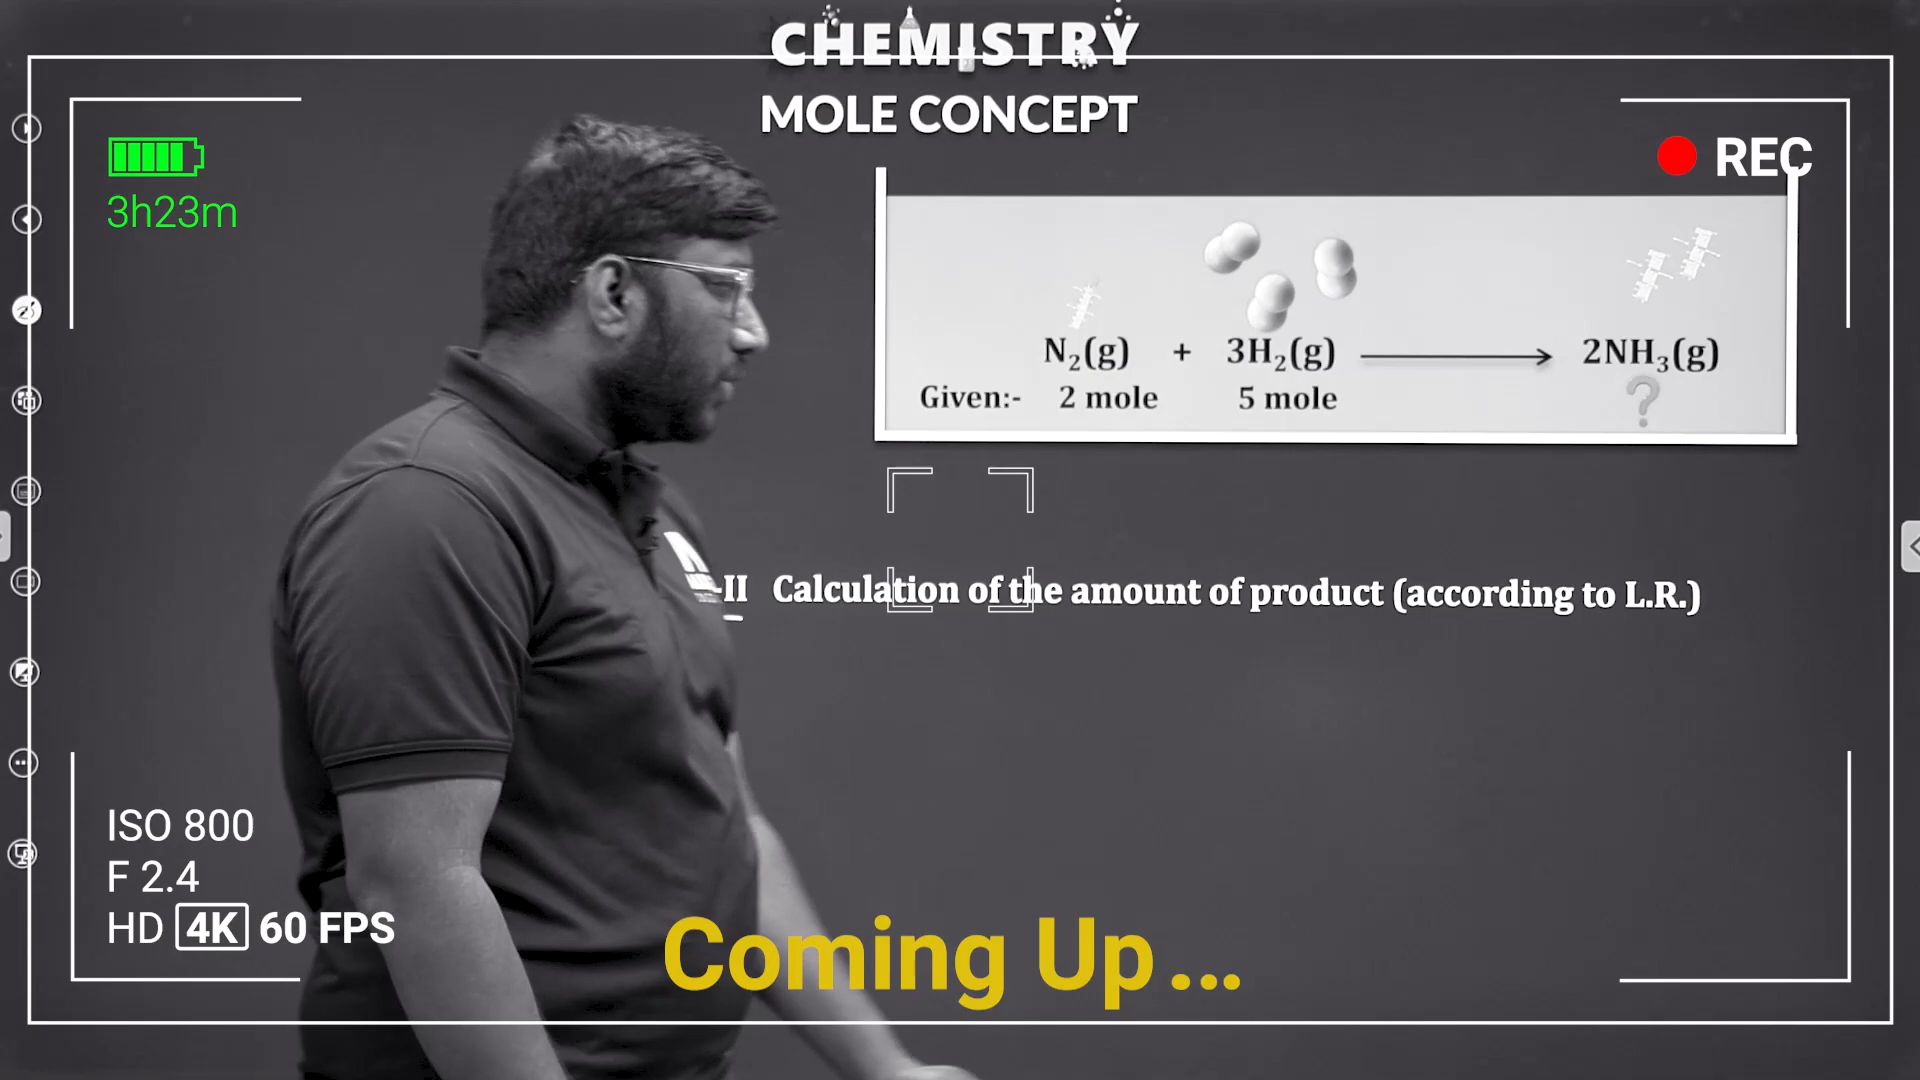 CHEMISTRY
MOLE CONCEPT
3h23m
REC
N₂(g) + 3H₂(g) ⟶ 2NH₃(g)
Given:- 2 mole 5 mole ?
-II Calculation of the amount of product (according to L.R.)
ISO 800
F 2.4
HD 4K 60 FPS
Coming Up...